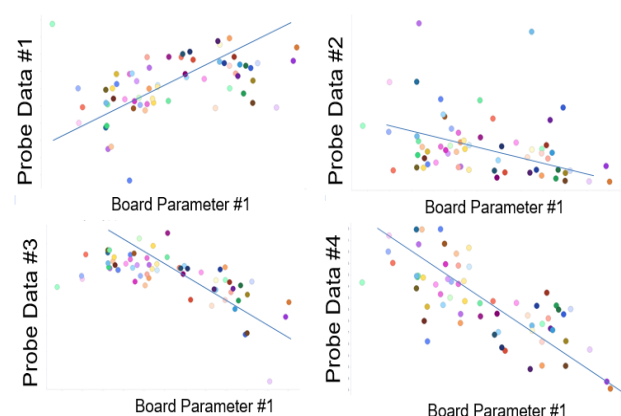 Probe Data #1
Board Parameter #1
Probe Data #2
Board Parameter #1
Probe Data #3
Board Parameter #1
Probe Data #4
Board Parameter #1